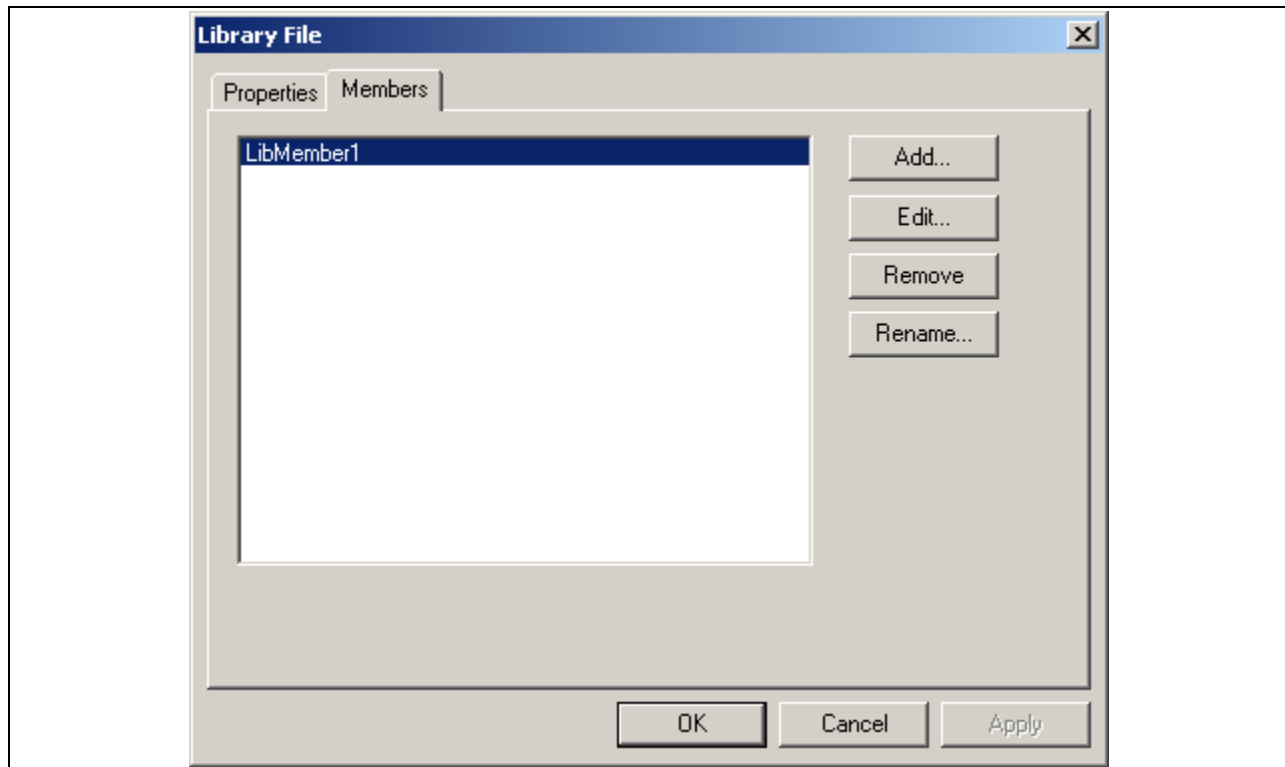 Library File
Properties Members
LibMember1
Add...
Edit...
Remove
Rename...
OK Cancel Apply